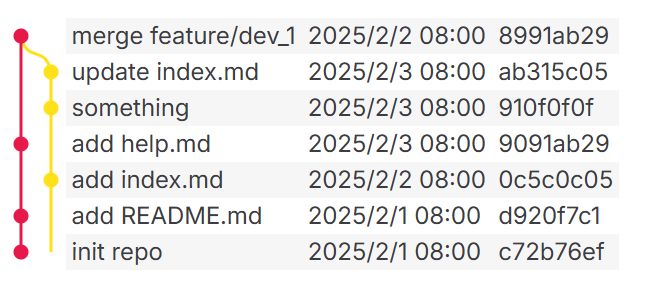 merge feature/dev_1 2025/2/2 08:00 8991ab29
update index.md 2025/2/3 08:00 ab315c05
something 2025/2/3 08:00 910f0f0f
add help.md 2025/2/3 08:00 9091ab29
add index.md 2025/2/2 08:00 0c5c0c05
add README.md 2025/2/1 08:00 d920f7c1
init repo 2025/2/1 08:00 c72b76ef